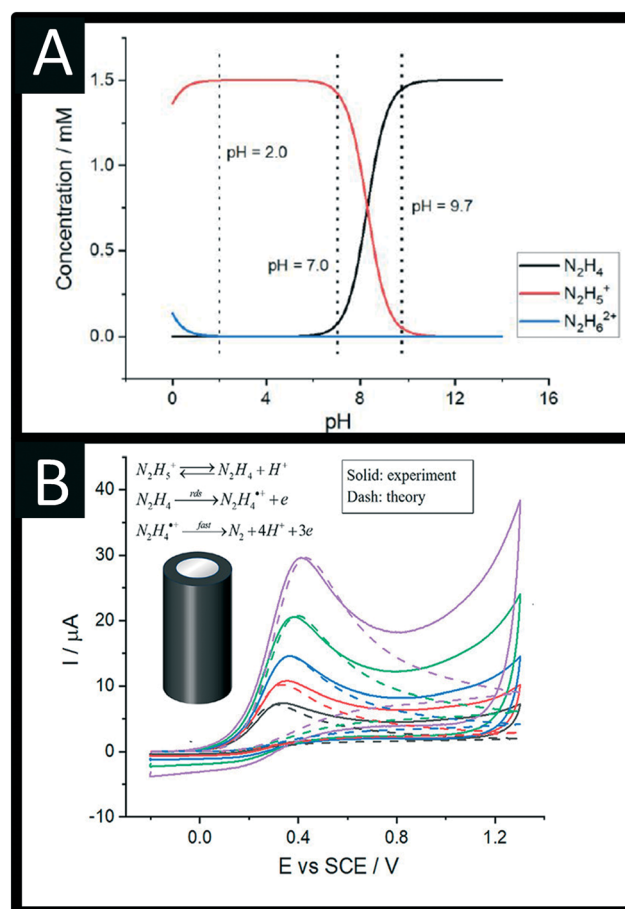 A
Concentration / mM
1.5
1.0
0.5
0.0
pH = 2.0
pH = 7.0
pH = 9.7
N₂H₄
N₂H₅⁺
N₂H₆²⁺
0
4
8
12
16
pH
B
N₂H₅⁺ ⇌ N₂H₄ + H⁺
N₂H₄ —rds→ N₂H₄•⁺ + e
N₂H₄•⁺ —fast→ N₂ + 4H⁺ + 3e
Solid: experiment
Dash: theory
I / μA
40
30
20
10
0
-10
0.0
0.4
0.8
1.2
E vs SCE / V